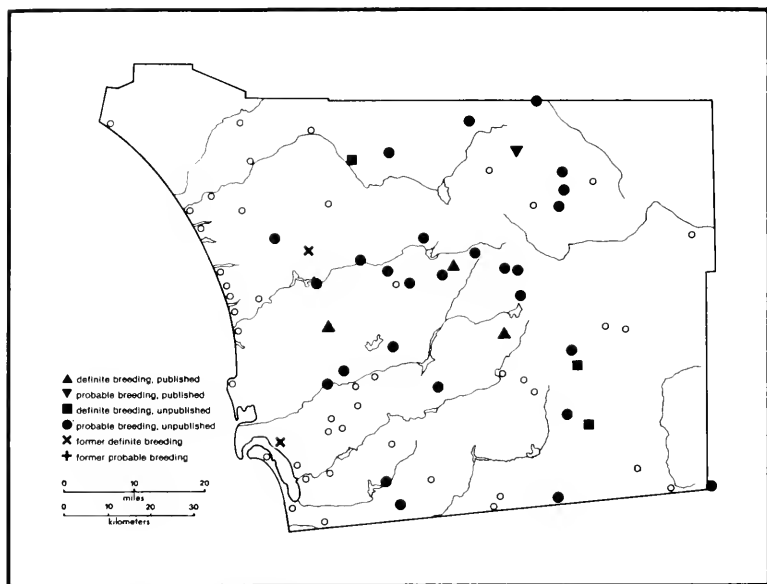 definite breeding, published
probable breeding, published
definite breeding, unpublished
probable breeding, unpublished
former definite breeding
former probable breeding
0 10 20
miles
0 10 20 30
kilometers